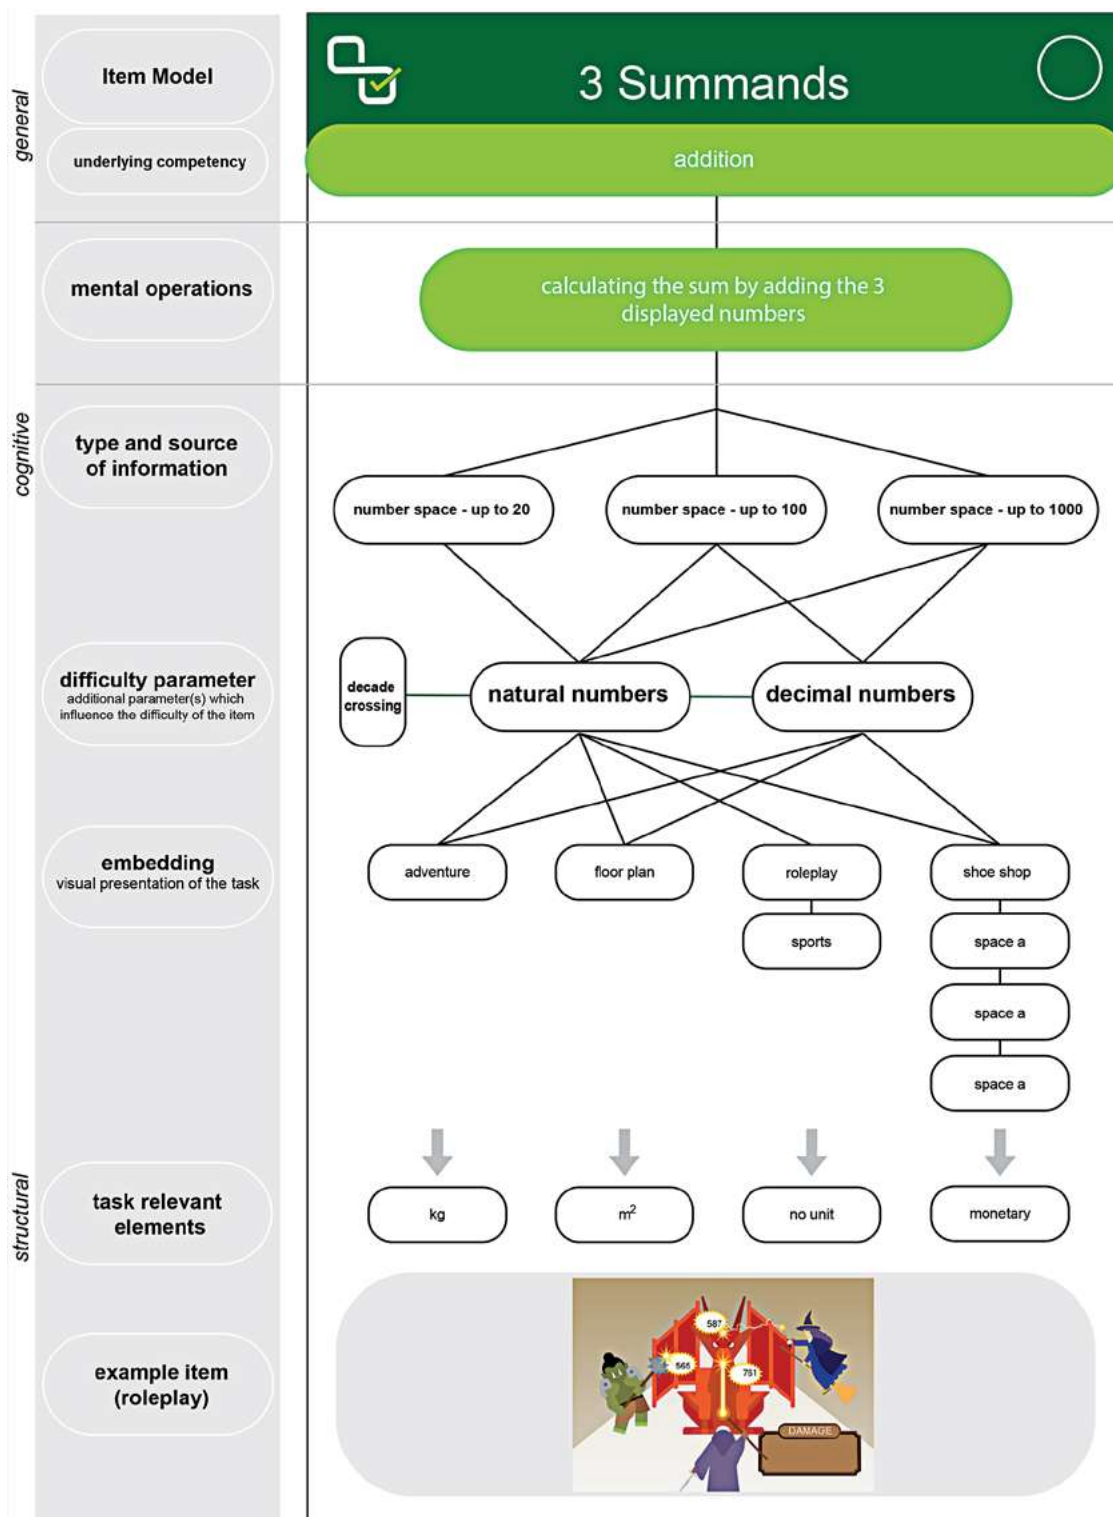 general
Item Model
3 Summands
underlying competency
addition
mental operations
calculating the sum by adding the 3
displayed numbers
cognitive
type and source
of information
number space - up to 20
number space - up to 100
number space - up to 1000
difficulty parameter
additional parameter(s) which
influence the difficulty of the item
decade
crossing
natural numbers
decimal numbers
embedding
visual presentation of the task
adventure
floor plan
roleplay
shoe shop
sports
space a
space a
space a
structural
task relevant
elements
kg
m²
no unit
monetary
example item
(roleplay)
587
565
751
DAMAGE